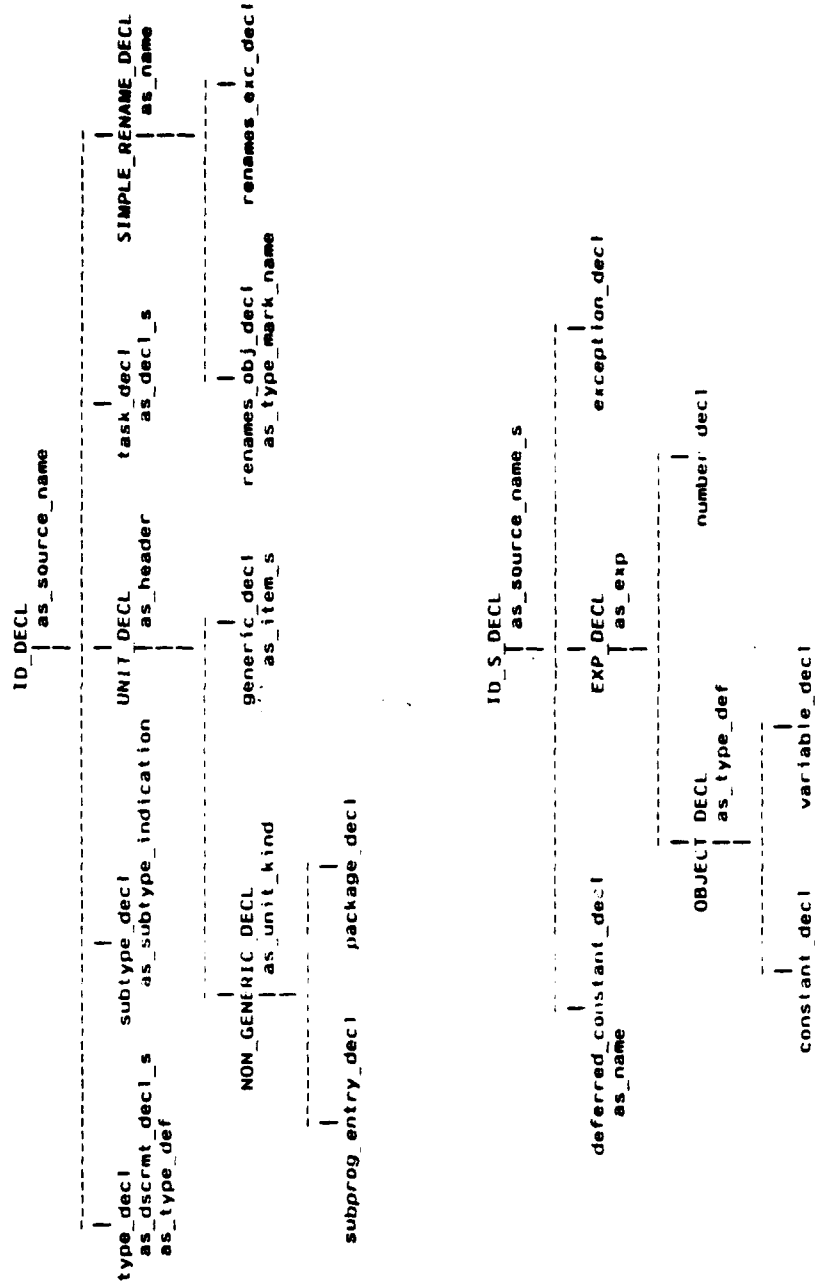 ID_DECL
as_source_name
type_decl
as_dscrmt_decl_s
as_type_def
subtype_decl
as_subtype_indication
UNIT_DECL
as_header
task_decl
as_decl_s
SIMPLE_RENAME_DECL
as_name
NON_GENERIC_DECL
as_unit_kind
generic_decl
as_item_s
renames_obj_decl
as_type_mark_name
renames_exc_decl
subprog_entry_decl
package_decl
ID_S_DECL
as_source_name_s
deferred_constant_decl
as_name
EXP_DECL
as_exp
exception_decl
OBJECT_DECL
as_type_def
number_decl
constant_decl
variable_decl